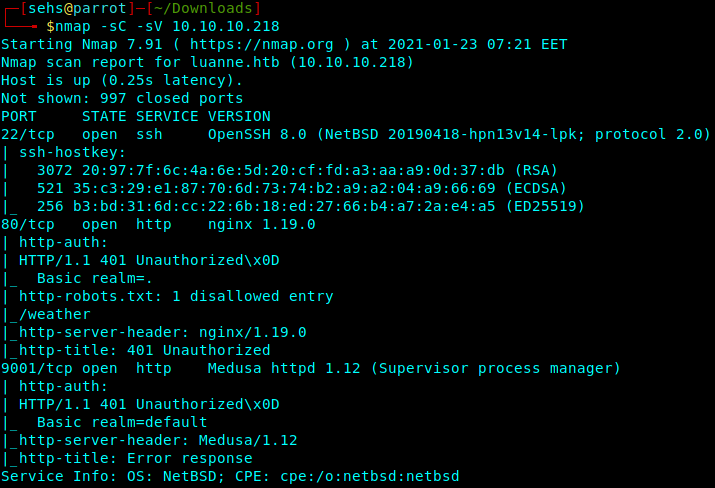 ┌─[sehs@parrot]─[~/Downloads]
└──╼ $nmap -sC -sV 10.10.10.218
Starting Nmap 7.91 ( https://nmap.org ) at 2021-01-23 07:21 EET
Nmap scan report for luanne.htb (10.10.10.218)
Host is up (0.25s latency).
Not shown: 997 closed ports
PORT     STATE SERVICE VERSION
22/tcp   open  ssh     OpenSSH 8.0 (NetBSD 20190418-hpn13v14-lpk; protocol 2.0)
| ssh-hostkey:
|   3072 20:97:7f:6c:4a:6e:5d:20:cf:fd:a3:aa:a9:0d:37:db (RSA)
|   521 35:c3:29:e1:87:70:6d:73:74:b2:a9:a2:04:a9:66:69 (ECDSA)
|_  256 b3:bd:31:6d:cc:22:6b:18:ed:27:66:b4:a7:2a:e4:a5 (ED25519)
80/tcp   open  http    nginx 1.19.0
| http-auth:
| HTTP/1.1 401 Unauthorized\x0D
|_  Basic realm=.
| http-robots.txt: 1 disallowed entry
|_/weather
|_http-server-header: nginx/1.19.0
|_http-title: 401 Unauthorized
9001/tcp open  http    Medusa httpd 1.12 (Supervisor process manager)
| http-auth:
| HTTP/1.1 401 Unauthorized\x0D
|_  Basic realm=default
|_http-server-header: Medusa/1.12
|_http-title: Error response
Service Info: OS: NetBSD; CPE: cpe:/o:netbsd:netbsd